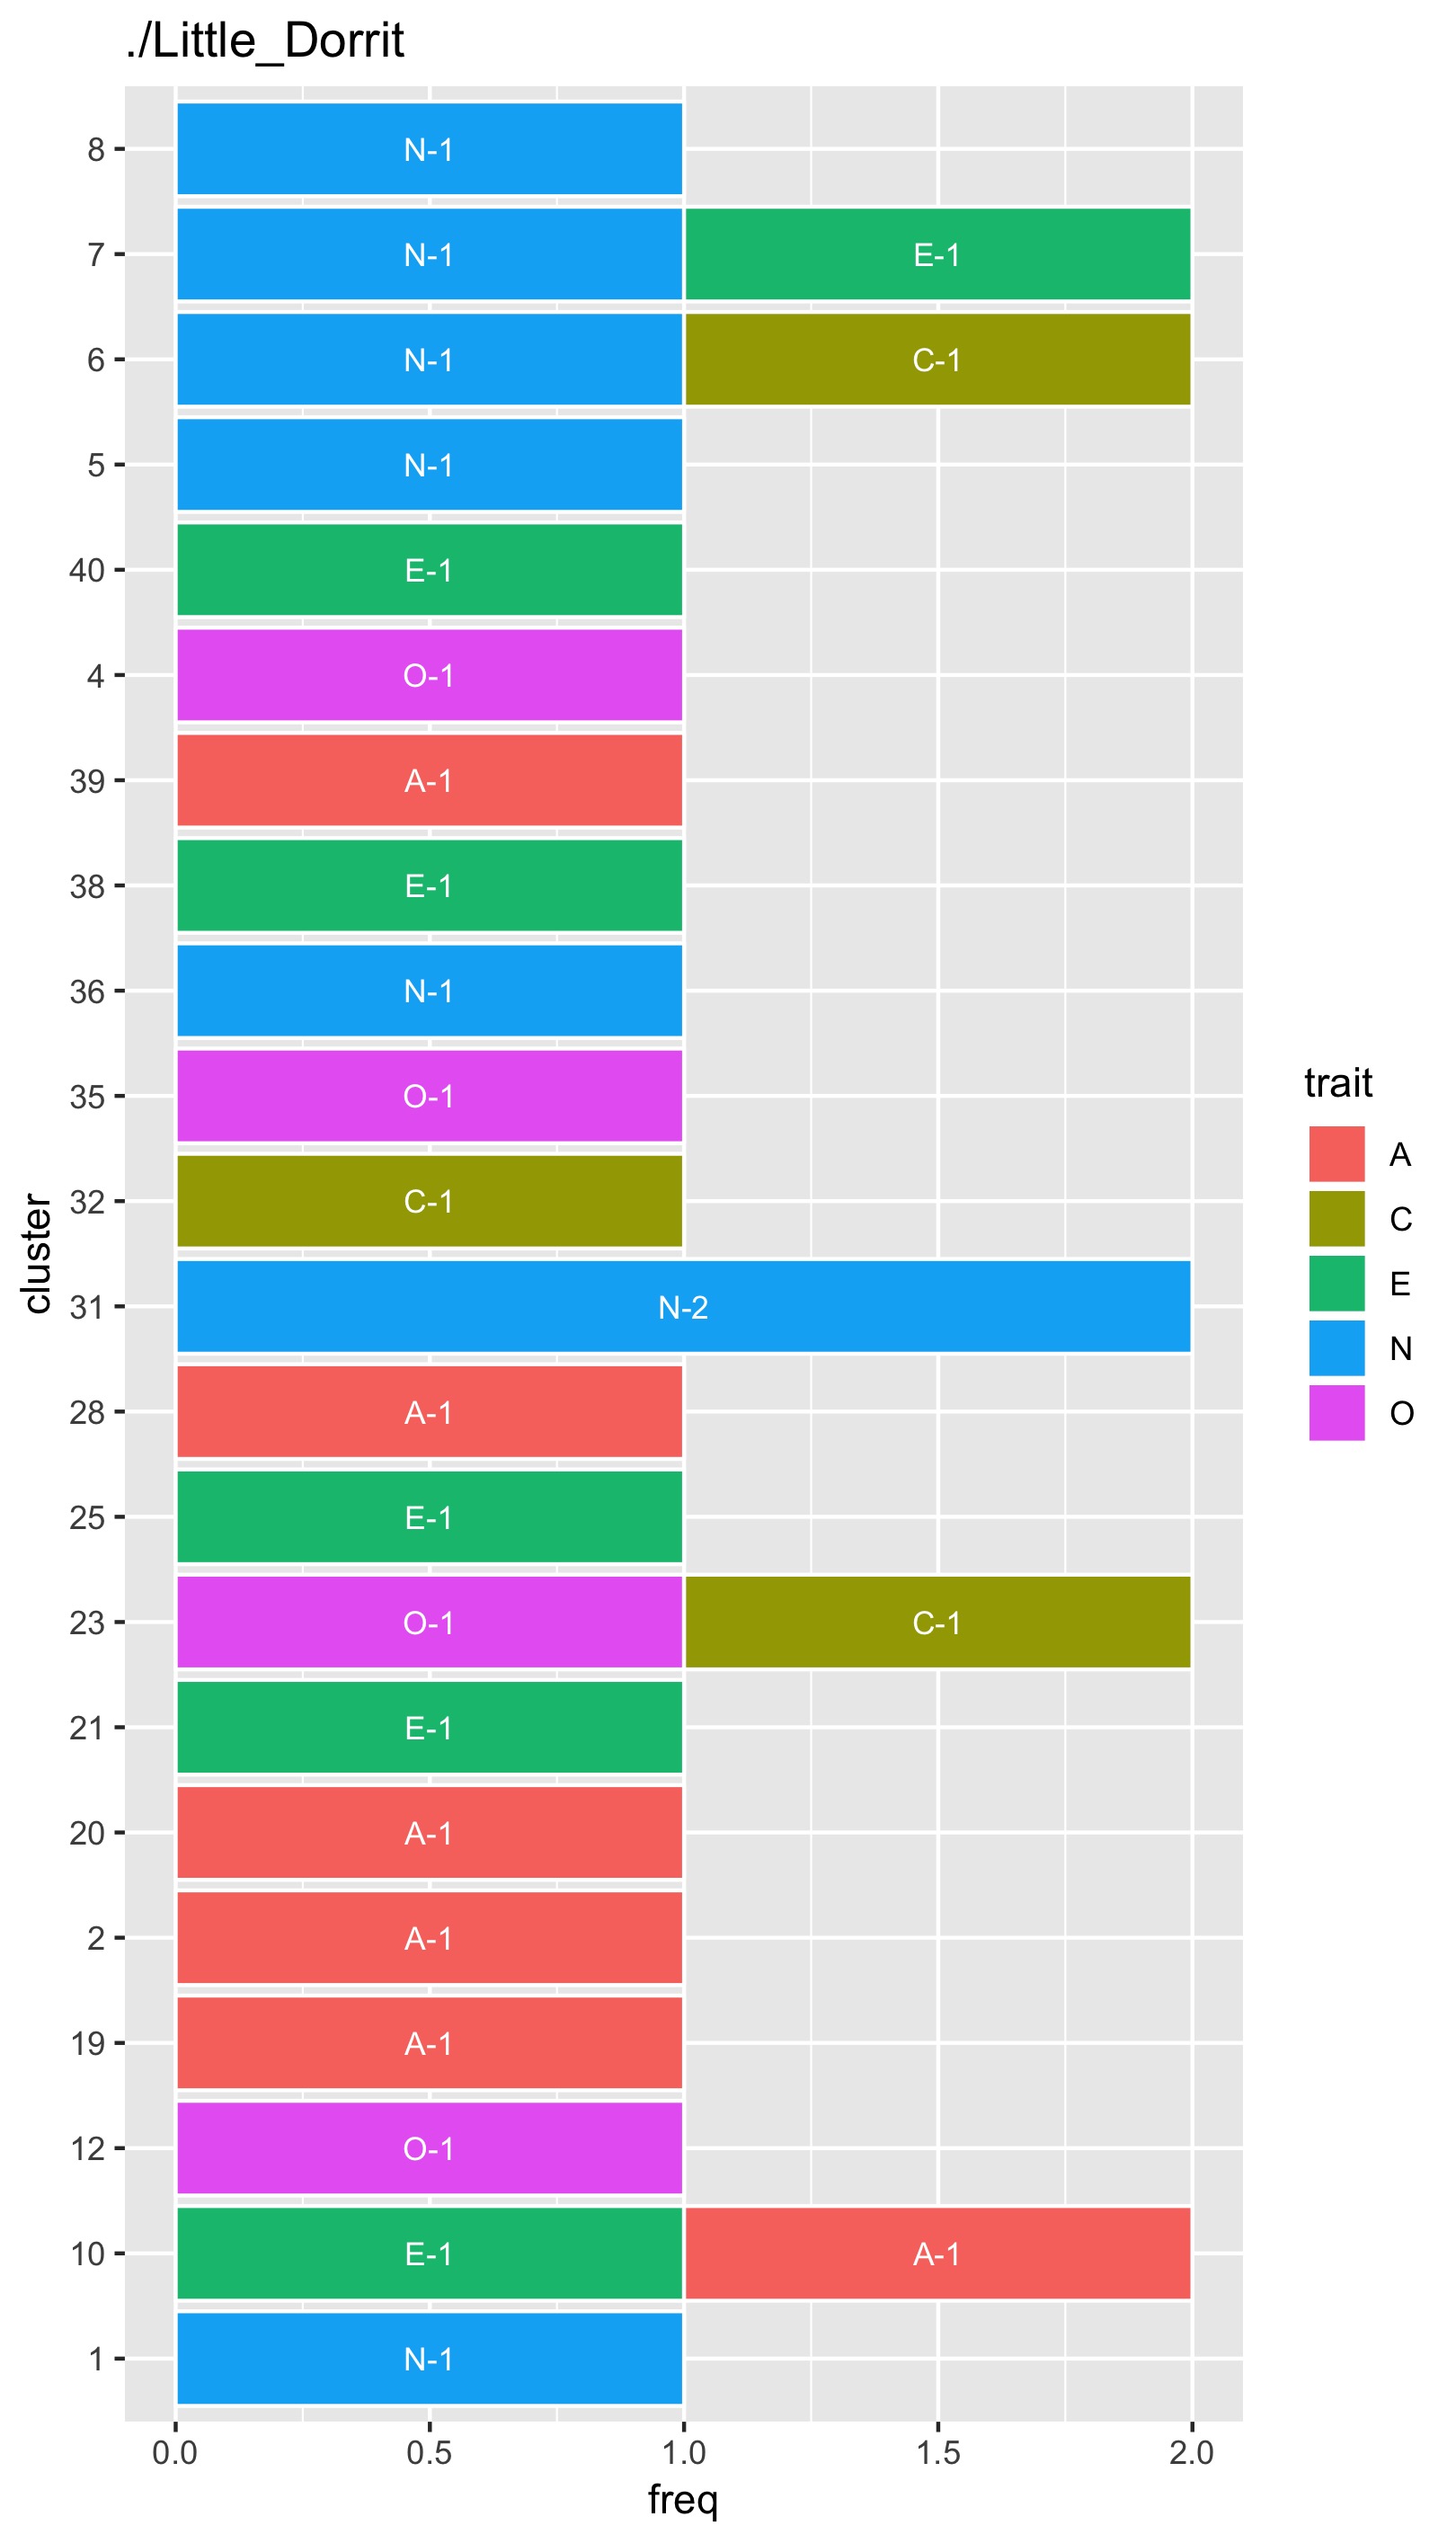 ./Little_Dorrit
8 N-1
7 N-1 E-1
6 N-1 C-1
5 N-1
40 E-1
4 O-1
39 A-1
38 E-1
36 N-1
35 O-1
32 C-1
31 N-2
28 A-1
25 E-1
23 O-1 C-1
21 E-1
20 A-1
2 A-1
19 A-1
12 O-1
10 E-1 A-1
1 N-1
0.0 0.5 1.0 1.5 2.0
freq
cluster
trait
A
C
E
N
O